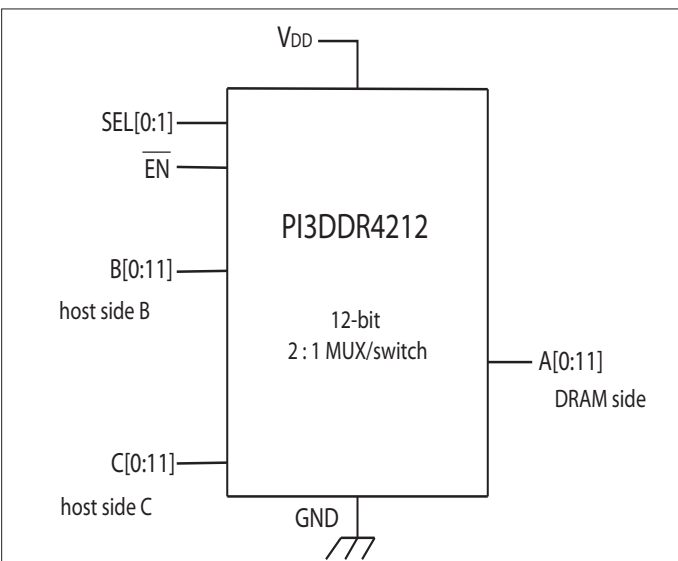 VDD
SEL[0:1]
EN
PI3DDR4212
B[0:11]
host side B
12-bit
2 : 1 MUX/switch
A[0:11]
DRAM side
C[0:11]
host side C
GND